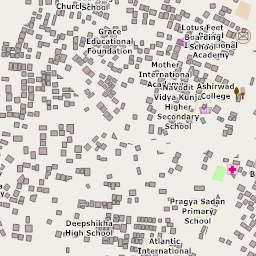 Church
School
Grace
Educational
Foundation
Lotus Feet
Boarding
School
Academy
Mother
International
Academy
Navodit
Vidya Kunj
Higher
Secondary
School
Ashirwad
College
Pragya Sadan
Primary
School
Deepshikha
High School
Atlantic
International